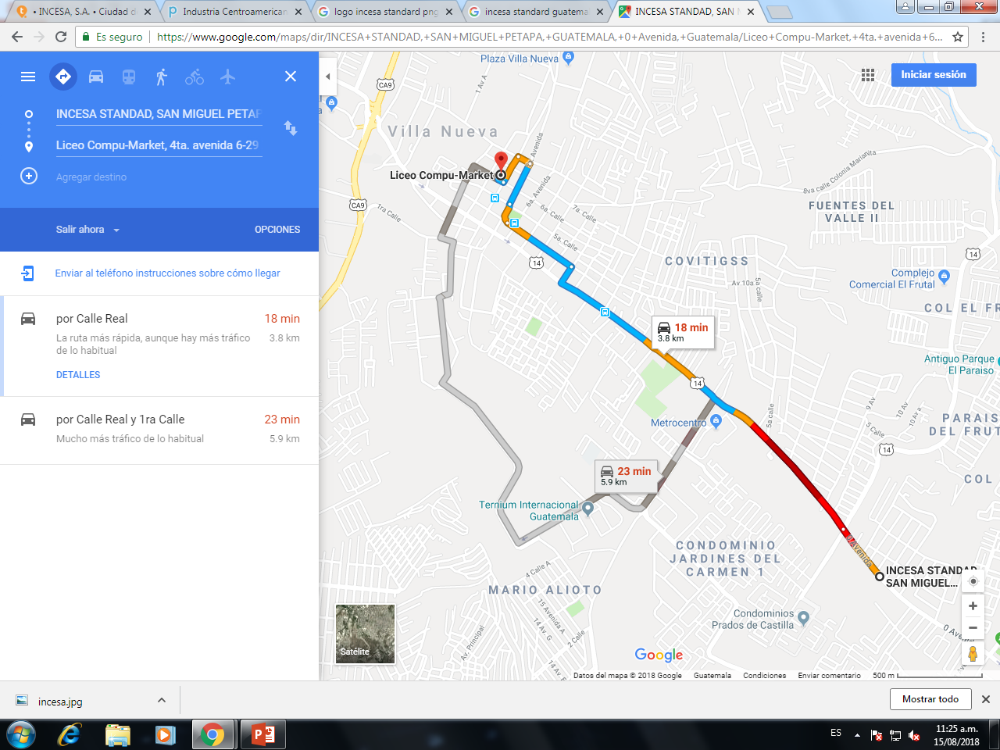 • INCESA, S.A. • Ciudad d
Industria Centroamerican
logo incesa standard png
incesa standard guatema
INCESA STANDAD, SAN M
Es seguro
https://www.google.com/maps/dir/INCESA+STANDAD,+SAN+MIGUEL+PETAPA,+GUATEMALA,+0+Avenida,+Guatemala/Liceo+Compu-Market,+4ta.+avenida+6...
INCESA STANDAD, SAN MIGUEL PETAP
Liceo Compu-Market, 4ta. avenida 6-29
Agregar destino
Salir ahora
OPCIONES
Enviar al teléfono instrucciones sobre cómo llegar
por Calle Real
18 min
La ruta más rápida, aunque hay más tráfico
de lo habitual
3.8 km
DETALLES
por Calle Real y 1ra Calle
23 min
Mucho más tráfico de lo habitual
5.9 km
Iniciar sesión
Plaza Villa Nueva
CA9
1 Av A
Villa Nueva
Avenida
Liceo Compu-Market
8va calle Colonia Marianita
6a. Avenida
7a. Calle
CA9
1ra Calle
6a. Calle
FUENTES DEL
VALLE II
5a. Calle
14
COVITIGSS
14
Complejo
Comercial El Frutal
Av 10a
5a calle
COL EL F
18 min
3.8 km
Antiguo Parque
El Paraiso
14
9 Av
10 Av a
5a calle
PARAIS
DEL FRUT
Metrocentro
5 Calle
14
23 min
5.9 km
COL
Ternium Internacional
Guatemala
CONDOMINIO
JARDINES DEL
CARMEN 1
Avenida
INCESA STANDAD,
SAN MIGUEL...
4 Calle A
MARIO ALIOTO
15 Avenida A
14 Av. G
2 Calle
Av. Principal
Condominios
Prados de Castilla
0 Avenida
Satélite
Google
Datos del mapa © 2018 Google
Guatemala
Condiciones
Enviar comentario
500 m
incesa.jpg
Mostrar todo
ES
11:25 a.m.
15/08/2018